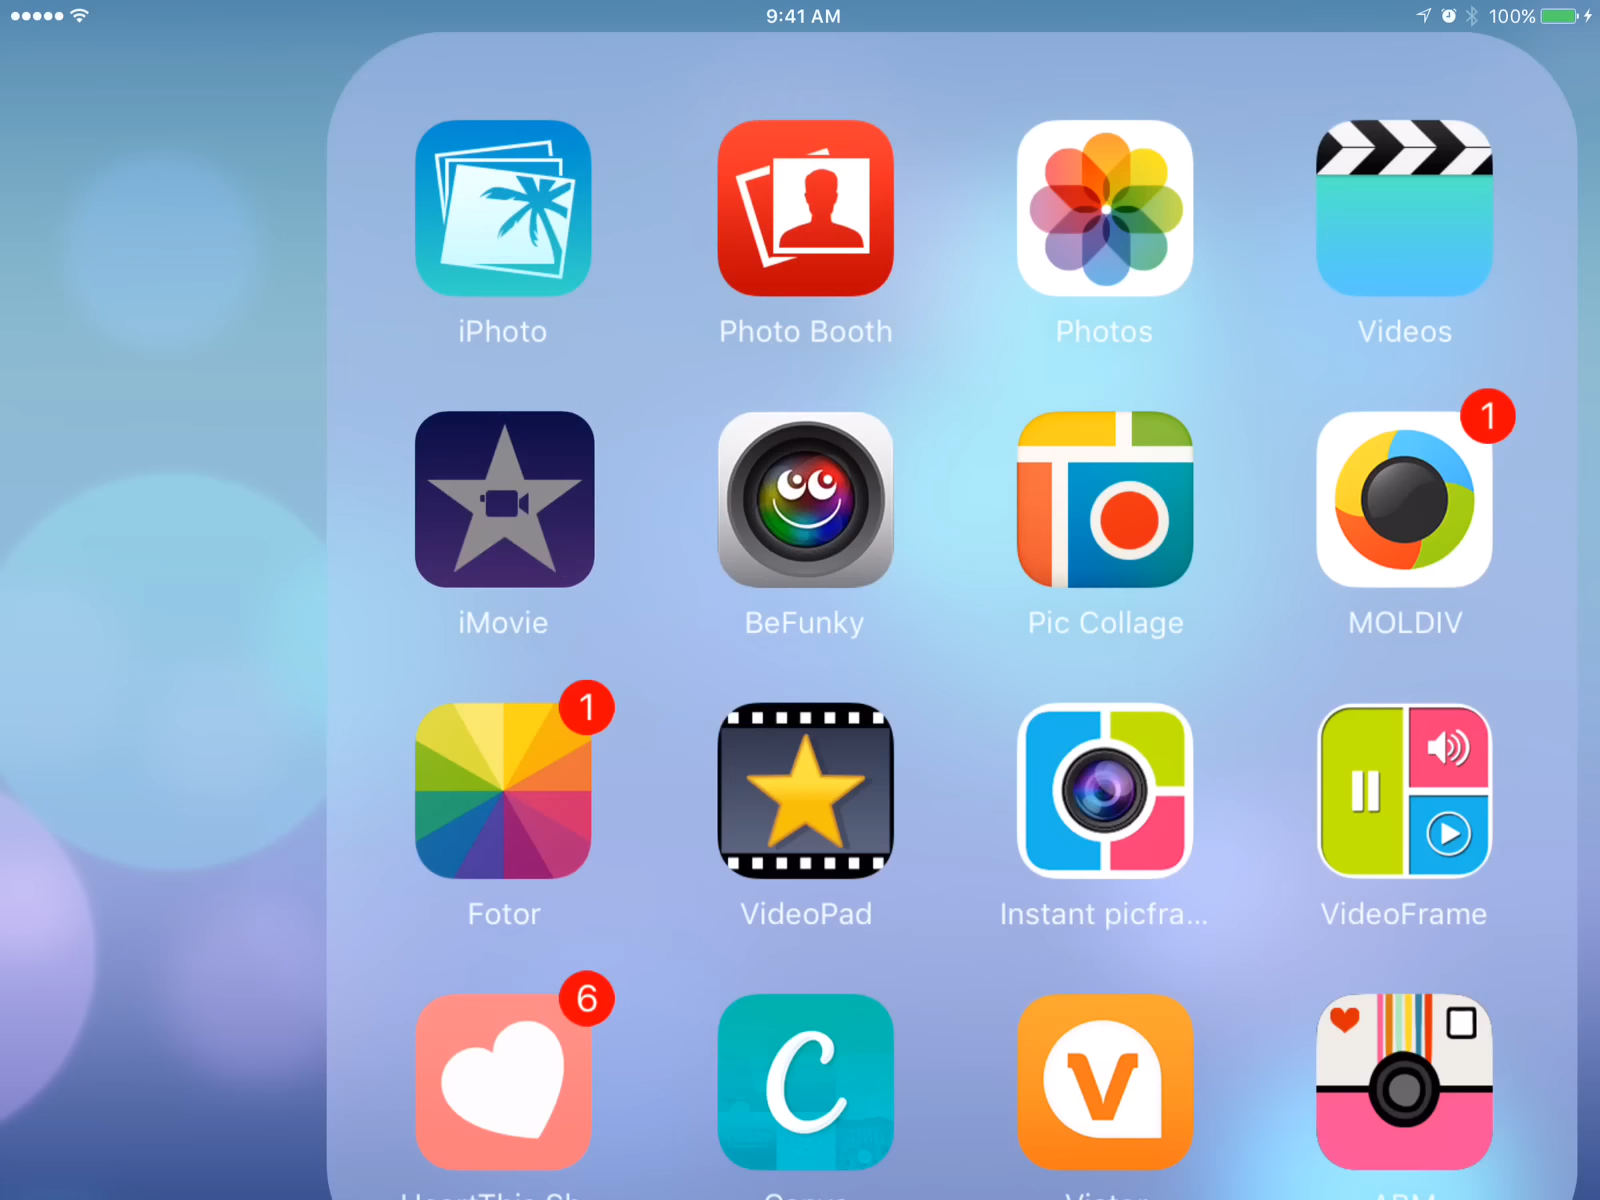 9:41 AM
100%
iPhoto
Photo Booth
Photos
Videos
iMovie
BeFunky
Pic Collage
1
MOLDIV
1
Fotor
VideoPad
Instant picfra...
VideoFrame
6
C
V